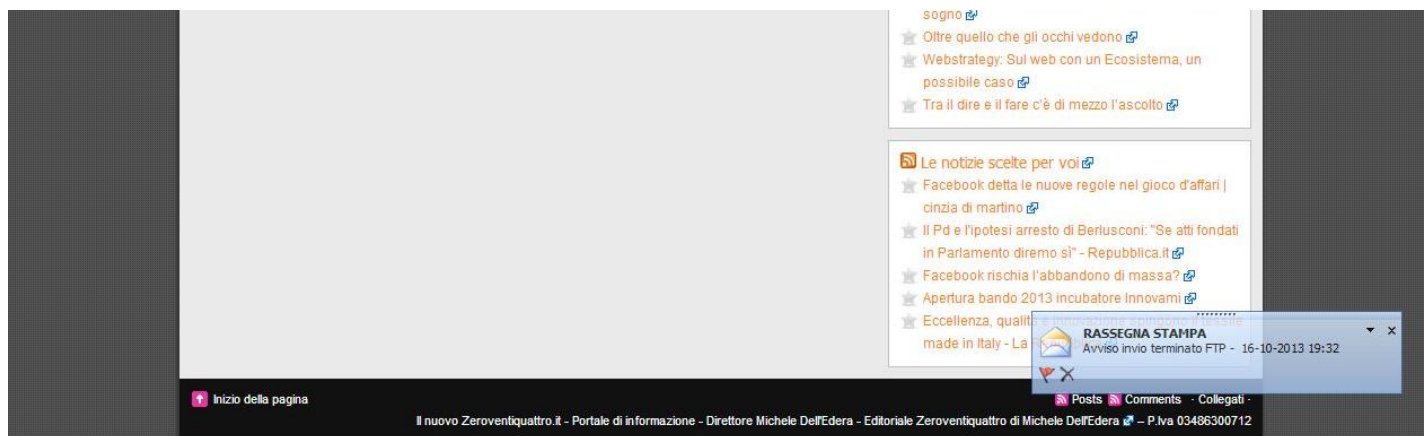 sogno
Oltre quello che gli occhi vedono
Webstrategy: Sul web con un Ecosistema, un
possibile caso
Tra il dire e il fare c'è di mezzo l'ascolto
Le notizie scelte per voi
Facebook detta le nuove regole nel gioco d'affari |
cinzia di martino
Il Pd e l'ipotesi arresto di Berlusconi: "Se atti fondati
in Parlamento diremo sì" - Repubblica.it
Facebook rischia l'abbandono di massa?
Apertura bando 2013 incubatore Innovami
Eccellenza, qualità e innovazione spingono il tessile
made in Italy - La
RASSEGNA STAMPA
Avviso invio terminato FTP - 16-10-2013 19:32
Inizio della pagina
Posts Comments · Collegati ·
Il nuovo Zeroventiquattro.it - Portale di informazione - Direttore Michele Dell'Edera - Editoriale Zeroventiquattro di Michele Dell'Edera – P.Iva 03486300712